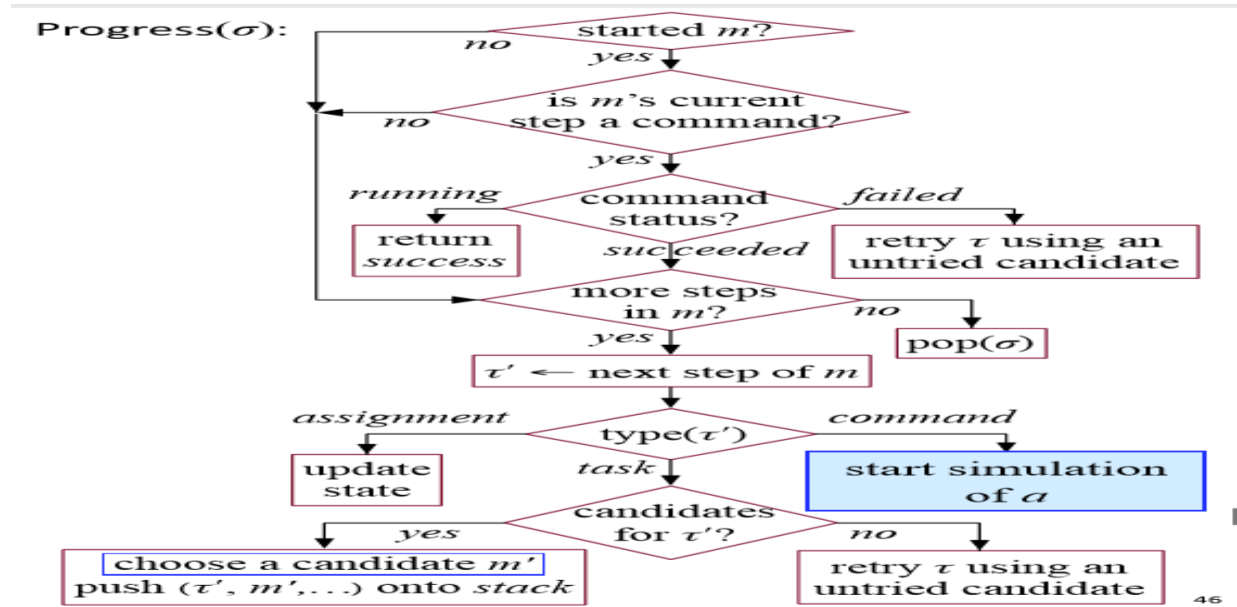 Progress(σ):
started m?
no
yes
is m's current
step a command?
no
yes
running
command
status?
failed
return
success
succeeded
retry τ using an
untried candidate
more steps
in m?
no
yes
pop(σ)
τ′ ← next step of m
assignment
type(τ′)
command
update
state
task
start simulation
of a
candidates
for τ′?
yes
no
choose a candidate m′
push (τ′, m′,...) onto stack
retry τ using an
untried candidate
46